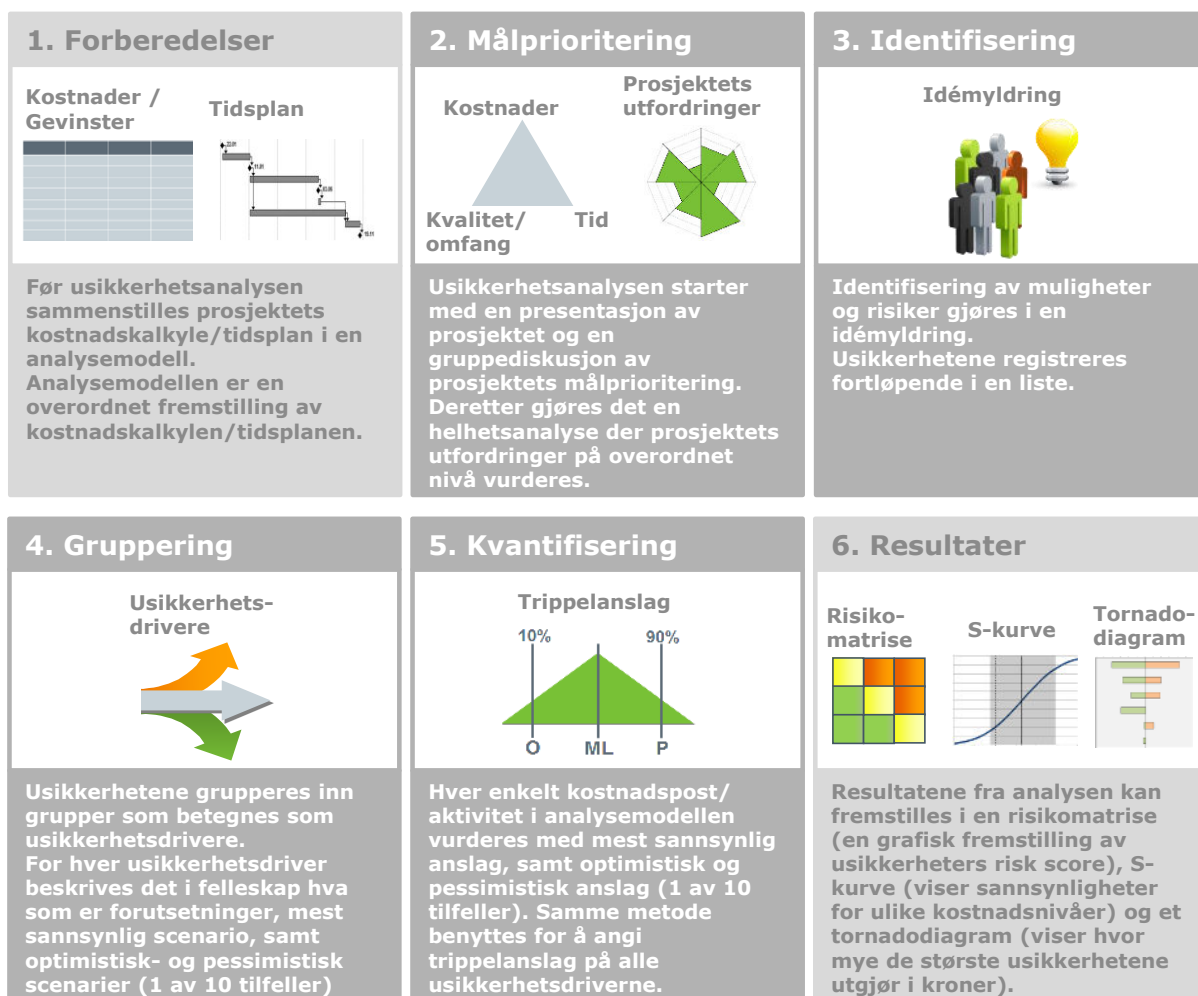 1. Forberedelser
Kostnader /
Gevinster
Tidsplan
Før usikkerhetsanalysen
sammenstilles prosjektets
kostnadskalkyle/tidsplan i en
analysemodell.
Analysemodellen er en
overordnet fremstilling av
kostnadskalkylen/tidsplanen.
2. Målprioritering
Kostnader
Prosjektets
utfordringer
Kvalitet/
omfang
Tid
Usikkerhetsanalysen starter
med en presentasjon av
prosjektet og en
gruppediskusjon av
prosjektets målprioritering.
Deretter gjøres det en
helhetsanalyse der prosjektets
utfordringer på overordnet
nivå vurderes.
3. Identifisering
Idémyldring
Identifisering av muligheter
og risiker gjøres i en
idémyldring.
Usikkerhetene registreres
fortløpende i en liste.
4. Gruppering
Usikkerhets-
drivere
Usikkerhetene grupperes inn
grupper som betegnes som
usikkerhetsdrivere.
For hver usikkerhetsdriver
beskrives det i felleskap hva
som er forutsetninger, mest
sannsynlig scenario, samt
optimistisk- og pessimistisk
scenarier (1 av 10 tilfeller)
5. Kvantifisering
Trippelanslag
10% 90%
O ML P
Hver enkelt kostnadspost/
aktivitet i analysemodellen
vurderes med mest sannsynlig
anslag, samt optimistisk og
pessimistisk anslag (1 av 10
tilfeller). Samme metode
benyttes for å angi
trippelanslag på alle
usikkerhetsdriverne.
6. Resultater
Risiko-
matrise
S-kurve
Tornado-
diagram
Resultatene fra analysen kan
fremstilles i en risikomatrise
(en grafisk fremstilling av
usikkerheters risk score), S-
kurve (viser sannsynligheter
for ulike kostnadsnivåer) og et
tornadodiagram (viser hvor
mye de største usikkerhetene
utgjør i kroner).